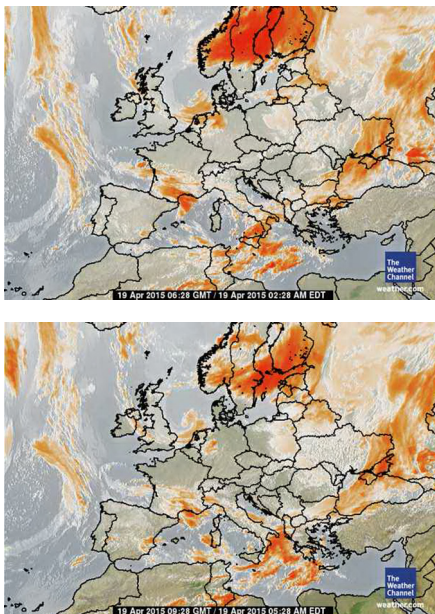 The
Weather
Channel
weather.com
19 Apr 2015 06:28 GMT / 19 Apr 2015 02:28 AM EDT
The
Weather
Channel
weather.com
19 Apr 2015 09:28 GMT / 19 Apr 2015 05:28 AM EDT